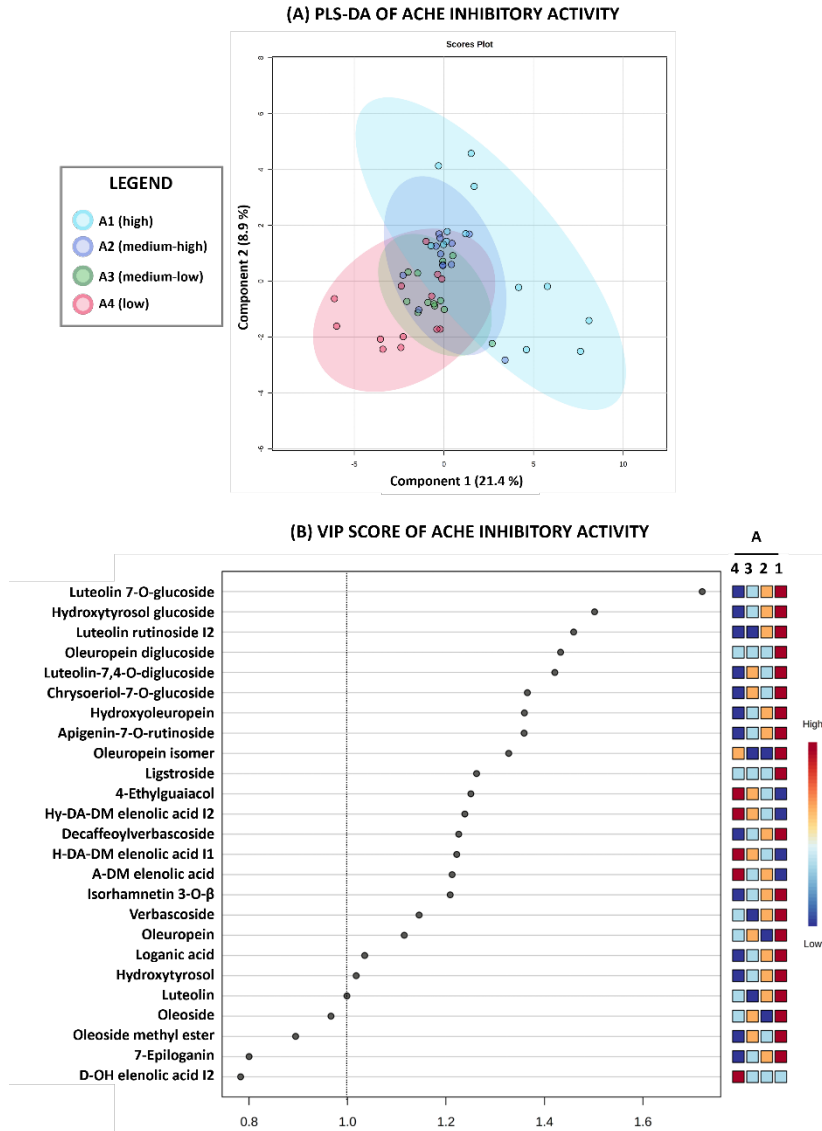 (A) PLS-DA OF ACHE INHIBITORY ACTIVITY
Scores Plot
LEGEND
A1 (high)
A2 (medium-high)
A3 (medium-low)
A4 (low)
Component 2 (8.9 %)
8
6
4
2
0
-2
-4
-6
-5
0
5
10
Component 1 (21.4 %)
(B) VIP SCORE OF ACHE INHIBITORY ACTIVITY
A
4 3 2 1
Luteolin 7-O-glucoside
Hydroxytyrosol glucoside
Luteolin rutinoside I2
Oleuropein diglucoside
Luteolin-7,4-O-diglucoside
Chrysoeriol-7-O-glucoside
Hydroxyoleuropein
Apigenin-7-O-rutinoside
Oleuropein isomer
Ligstroside
4-Ethylguaiacol
Hy-DA-DM elenolic acid I2
Decaffeoylverbascoside
H-DA-DM elenolic acid I1
A-DM elenolic acid
Isorhamnetin 3-O-β
Verbascoside
Oleuropein
Loganic acid
Hydroxytyrosol
Luteolin
Oleoside
Oleoside methyl ester
7-Epiloganin
D-OH elenolic acid I2
High
Low
0.8
1.0
1.2
1.4
1.6